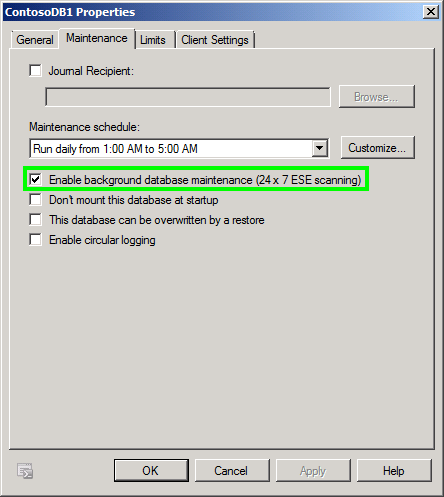 ContosoDB1 Properties
General Maintenance Limits Client Settings
Journal Recipient:
Browse...
Maintenance schedule:
Run daily from 1:00 AM to 5:00 AM Customize...
Enable background database maintenance (24 x 7 ESE scanning)
Don't mount this database at startup
This database can be overwritten by a restore
Enable circular logging
OK Cancel Apply Help